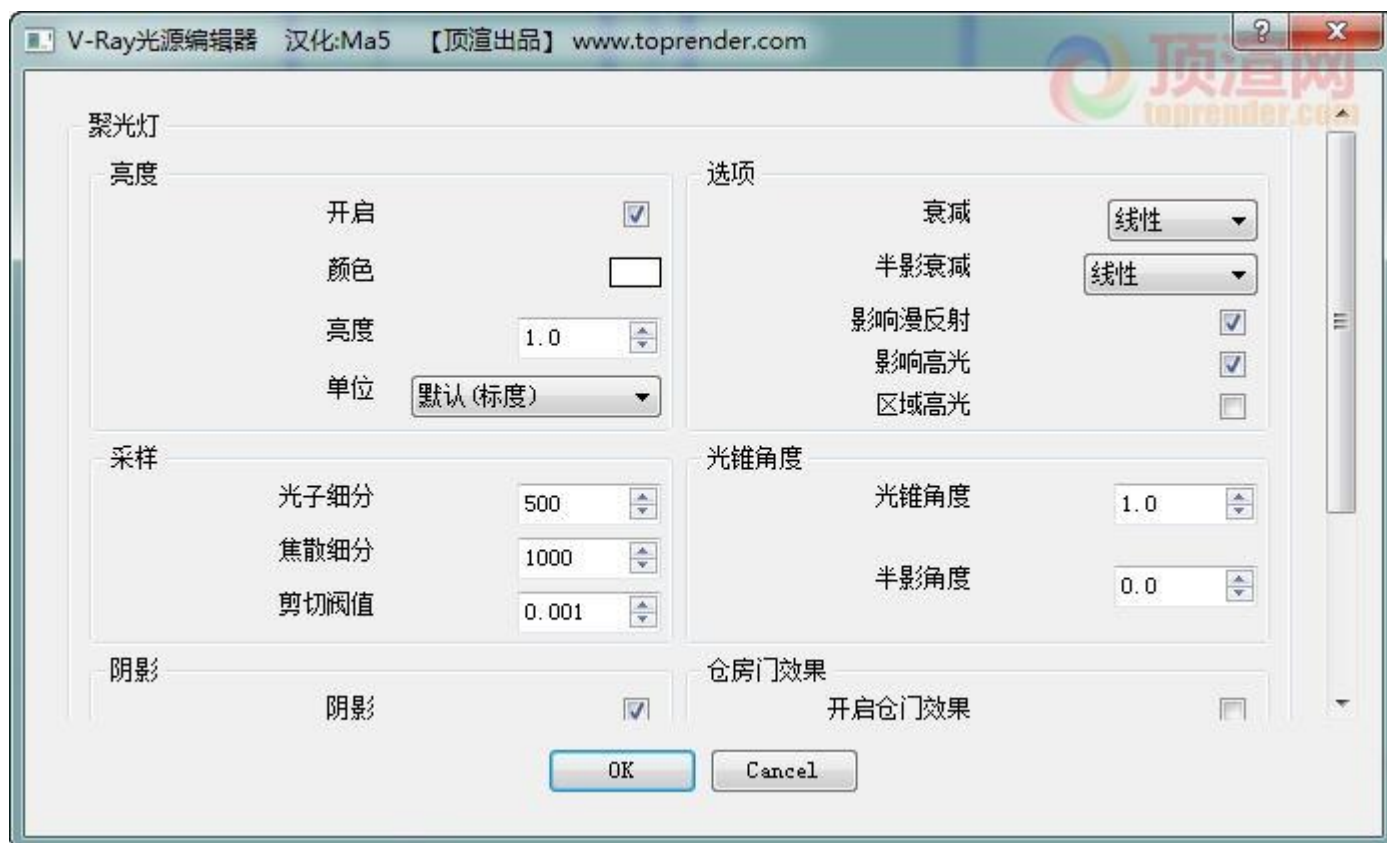 V-Ray光源编辑器 汉化:Ma5 【顶渲出品】 www.toprender.com
顶渲网
toprender.com
聚光灯
亮度
开启
颜色
亮度 1.0
单位 默认(标度)
选项
衰减 线性
半影衰减 线性
影响漫反射
影响高光
区域高光
采样
光子细分 500
焦散细分 1000
剪切阀值 0.001
光锥角度
光锥角度 1.0
半影角度 0.0
阴影
阴影
仓房门效果
开启仓门效果
OK Cancel